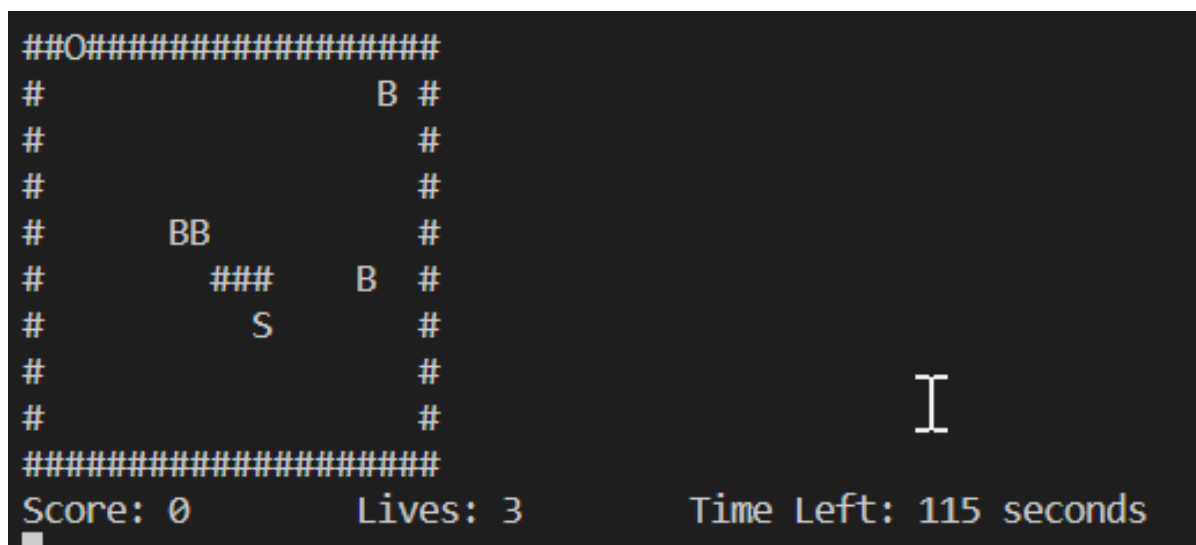 ##O#################
#                B #
#                  #
#                  #
#      BB          #
#        ###    B  #
#          S       #
#                  #
#                  #
####################
Score: 0        Lives: 3        Time Left: 115 seconds